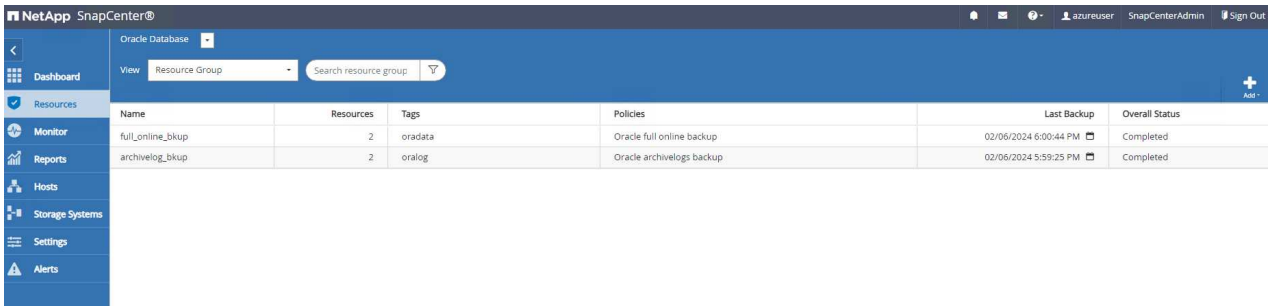 NetApp SnapCenter®
azureuser SnapCenterAdmin Sign Out
Oracle Database
View Resource Group Search resource group
Add
Dashboard
Resources
Monitor
Reports
Hosts
Storage Systems
Settings
Alerts
Name Resources Tags Policies Last Backup Overall Status
full_online_bkup 2 oradata Oracle full online backup 02/06/2024 6:00:44 PM Completed
archivelog_bkup 2 oralog Oracle archivelogs backup 02/06/2024 5:59:25 PM Completed